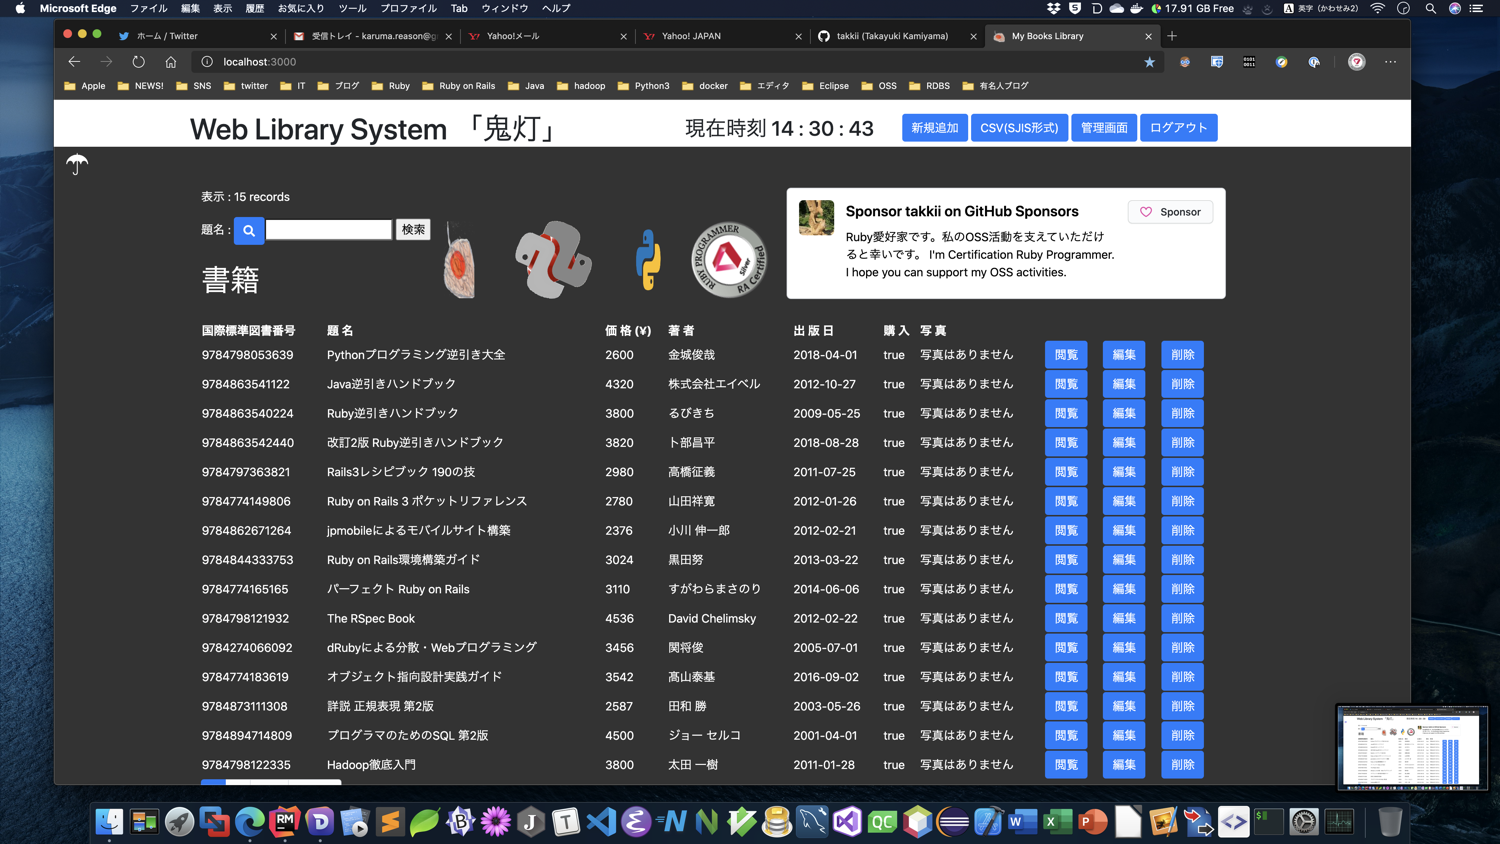 Microsoft Edge ファイル 編集 表示 履歴 お気に入り ツール プロファイル Tab ウィンドウ ヘルプ 17.91 GB Free A 英字（かわせみ2）
ホーム / Twitter 受信トレイ - karuma.reason@g Yahoo!メール Yahoo! JAPAN takkii (Takayuki Kamiyama) My Books Library
localhost:3000
Apple NEWS! SNS twitter IT ブログ Ruby Ruby on Rails Java hadoop Python3 docker エディタ Eclipse OSS RDBS 有名人ブログ
Web Library System 「鬼灯」 現在時刻 14 : 30 : 43 新規追加 CSV(SJIS形式) 管理画面 ログアウト
表示 : 15 records
題名 : 検索
書籍
RUBY PROGRAMMER
Silver
RA Certified
Sponsor takkii on GitHub Sponsors Sponsor
Ruby愛好家です。私のOSS活動を支えていただけ
ると幸いです。 I'm Certification Ruby Programmer.
I hope you can support my OSS activities.
国際標準図書番号 題 名 価 格 (¥) 著 者 出 版 日 購 入 写 真
9784798053639 Pythonプログラミング逆引き大全 2600 金城俊哉 2018-04-01 true 写真はありません 閲覧 編集 削除
9784863541122 Java逆引きハンドブック 4320 株式会社エイベル 2012-10-27 true 写真はありません 閲覧 編集 削除
9784863540224 Ruby逆引きハンドブック 3800 るびきち 2009-05-25 true 写真はありません 閲覧 編集 削除
9784863542440 改訂2版 Ruby逆引きハンドブック 3820 卜部昌平 2018-08-28 true 写真はありません 閲覧 編集 削除
9784797363821 Rails3レシピブック 190の技 2980 高橋征義 2011-07-25 true 写真はありません 閲覧 編集 削除
9784774149806 Ruby on Rails 3 ポケットリファレンス 2780 山田祥寛 2012-01-26 true 写真はありません 閲覧 編集 削除
9784862671264 jpmobileによるモバイルサイト構築 2376 小川 伸一郎 2012-02-21 true 写真はありません 閲覧 編集 削除
9784844333753 Ruby on Rails環境構築ガイド 3024 黒田努 2013-03-22 true 写真はありません 閲覧 編集 削除
9784774165165 パーフェクト Ruby on Rails 3110 すがわらまさのり 2014-06-06 true 写真はありません 閲覧 編集 削除
9784798121932 The RSpec Book 4536 David Chelimsky 2012-02-22 true 写真はありません 閲覧 編集 削除
9784274066092 dRubyによる分散・Webプログラミング 3456 関将俊 2005-07-01 true 写真はありません 閲覧 編集 削除
9784774183619 オブジェクト指向設計実践ガイド 3542 髙山泰基 2016-09-02 true 写真はありません 閲覧 編集 削除
9784873111308 詳説 正規表現 第2版 2587 田和 勝 2003-05-26 true 写真はありません 閲覧 編集 削除
9784894714809 プログラマのためのSQL 第2版 4500 ジョー セルコ 2001-04-01 true 写真はありません 閲覧 編集 削除
9784798122335 Hadoop徹底入門 3800 太田 一樹 2011-01-28 true 写真はありません 閲覧 編集 削除